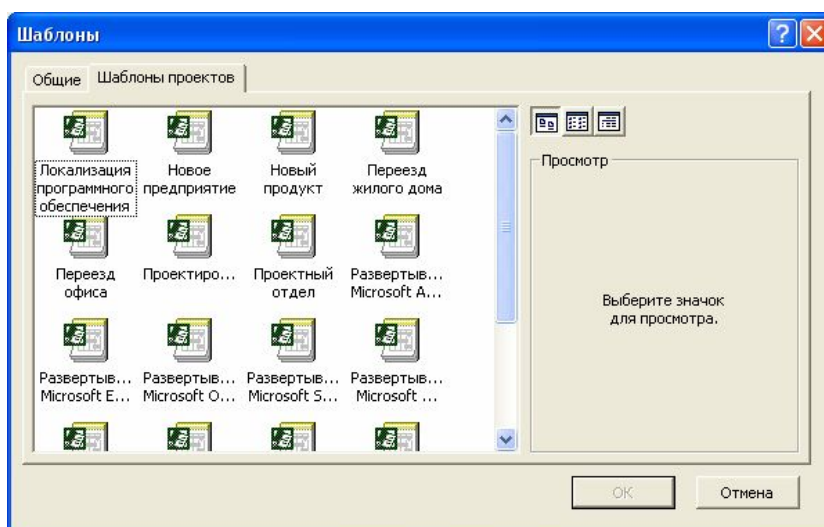 Шаблоны
Общие
Шаблоны проектов
Локализация программного обеспечения
Новое предприятие
Новый продукт
Переезд жилого дома
Переезд офиса
Проектиро...
Проектный отдел
Развертыв... Microsoft A...
Развертыв... Microsoft E...
Развертыв... Microsoft O...
Развертыв... Microsoft S...
Развертыв... Microsoft ...
Просмотр
Выберите значок
для просмотра.
OK
Отмена